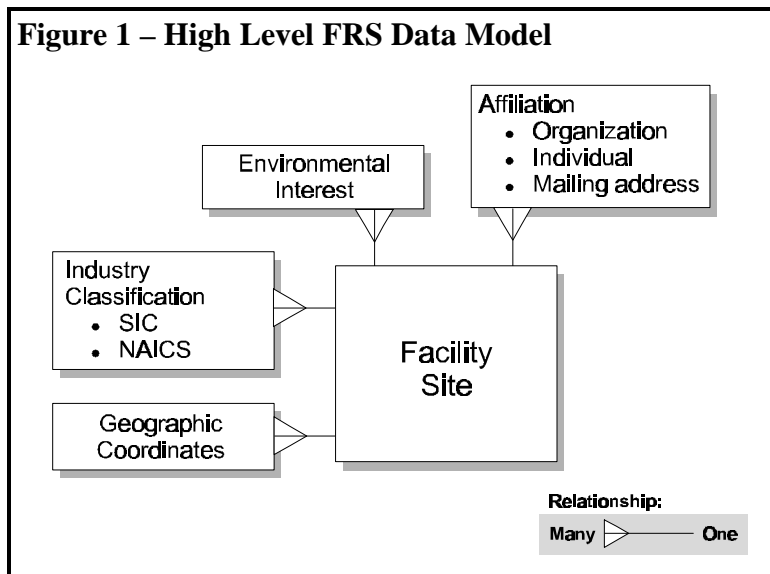 Figure 1 – High Level FRS Data Model
Affiliation
• Organization
• Individual
• Mailing address
Environmental
Interest
Industry
Classification
• SIC
• NAICS
Facility
Site
Geographic
Coordinates
Relationship:
Many One